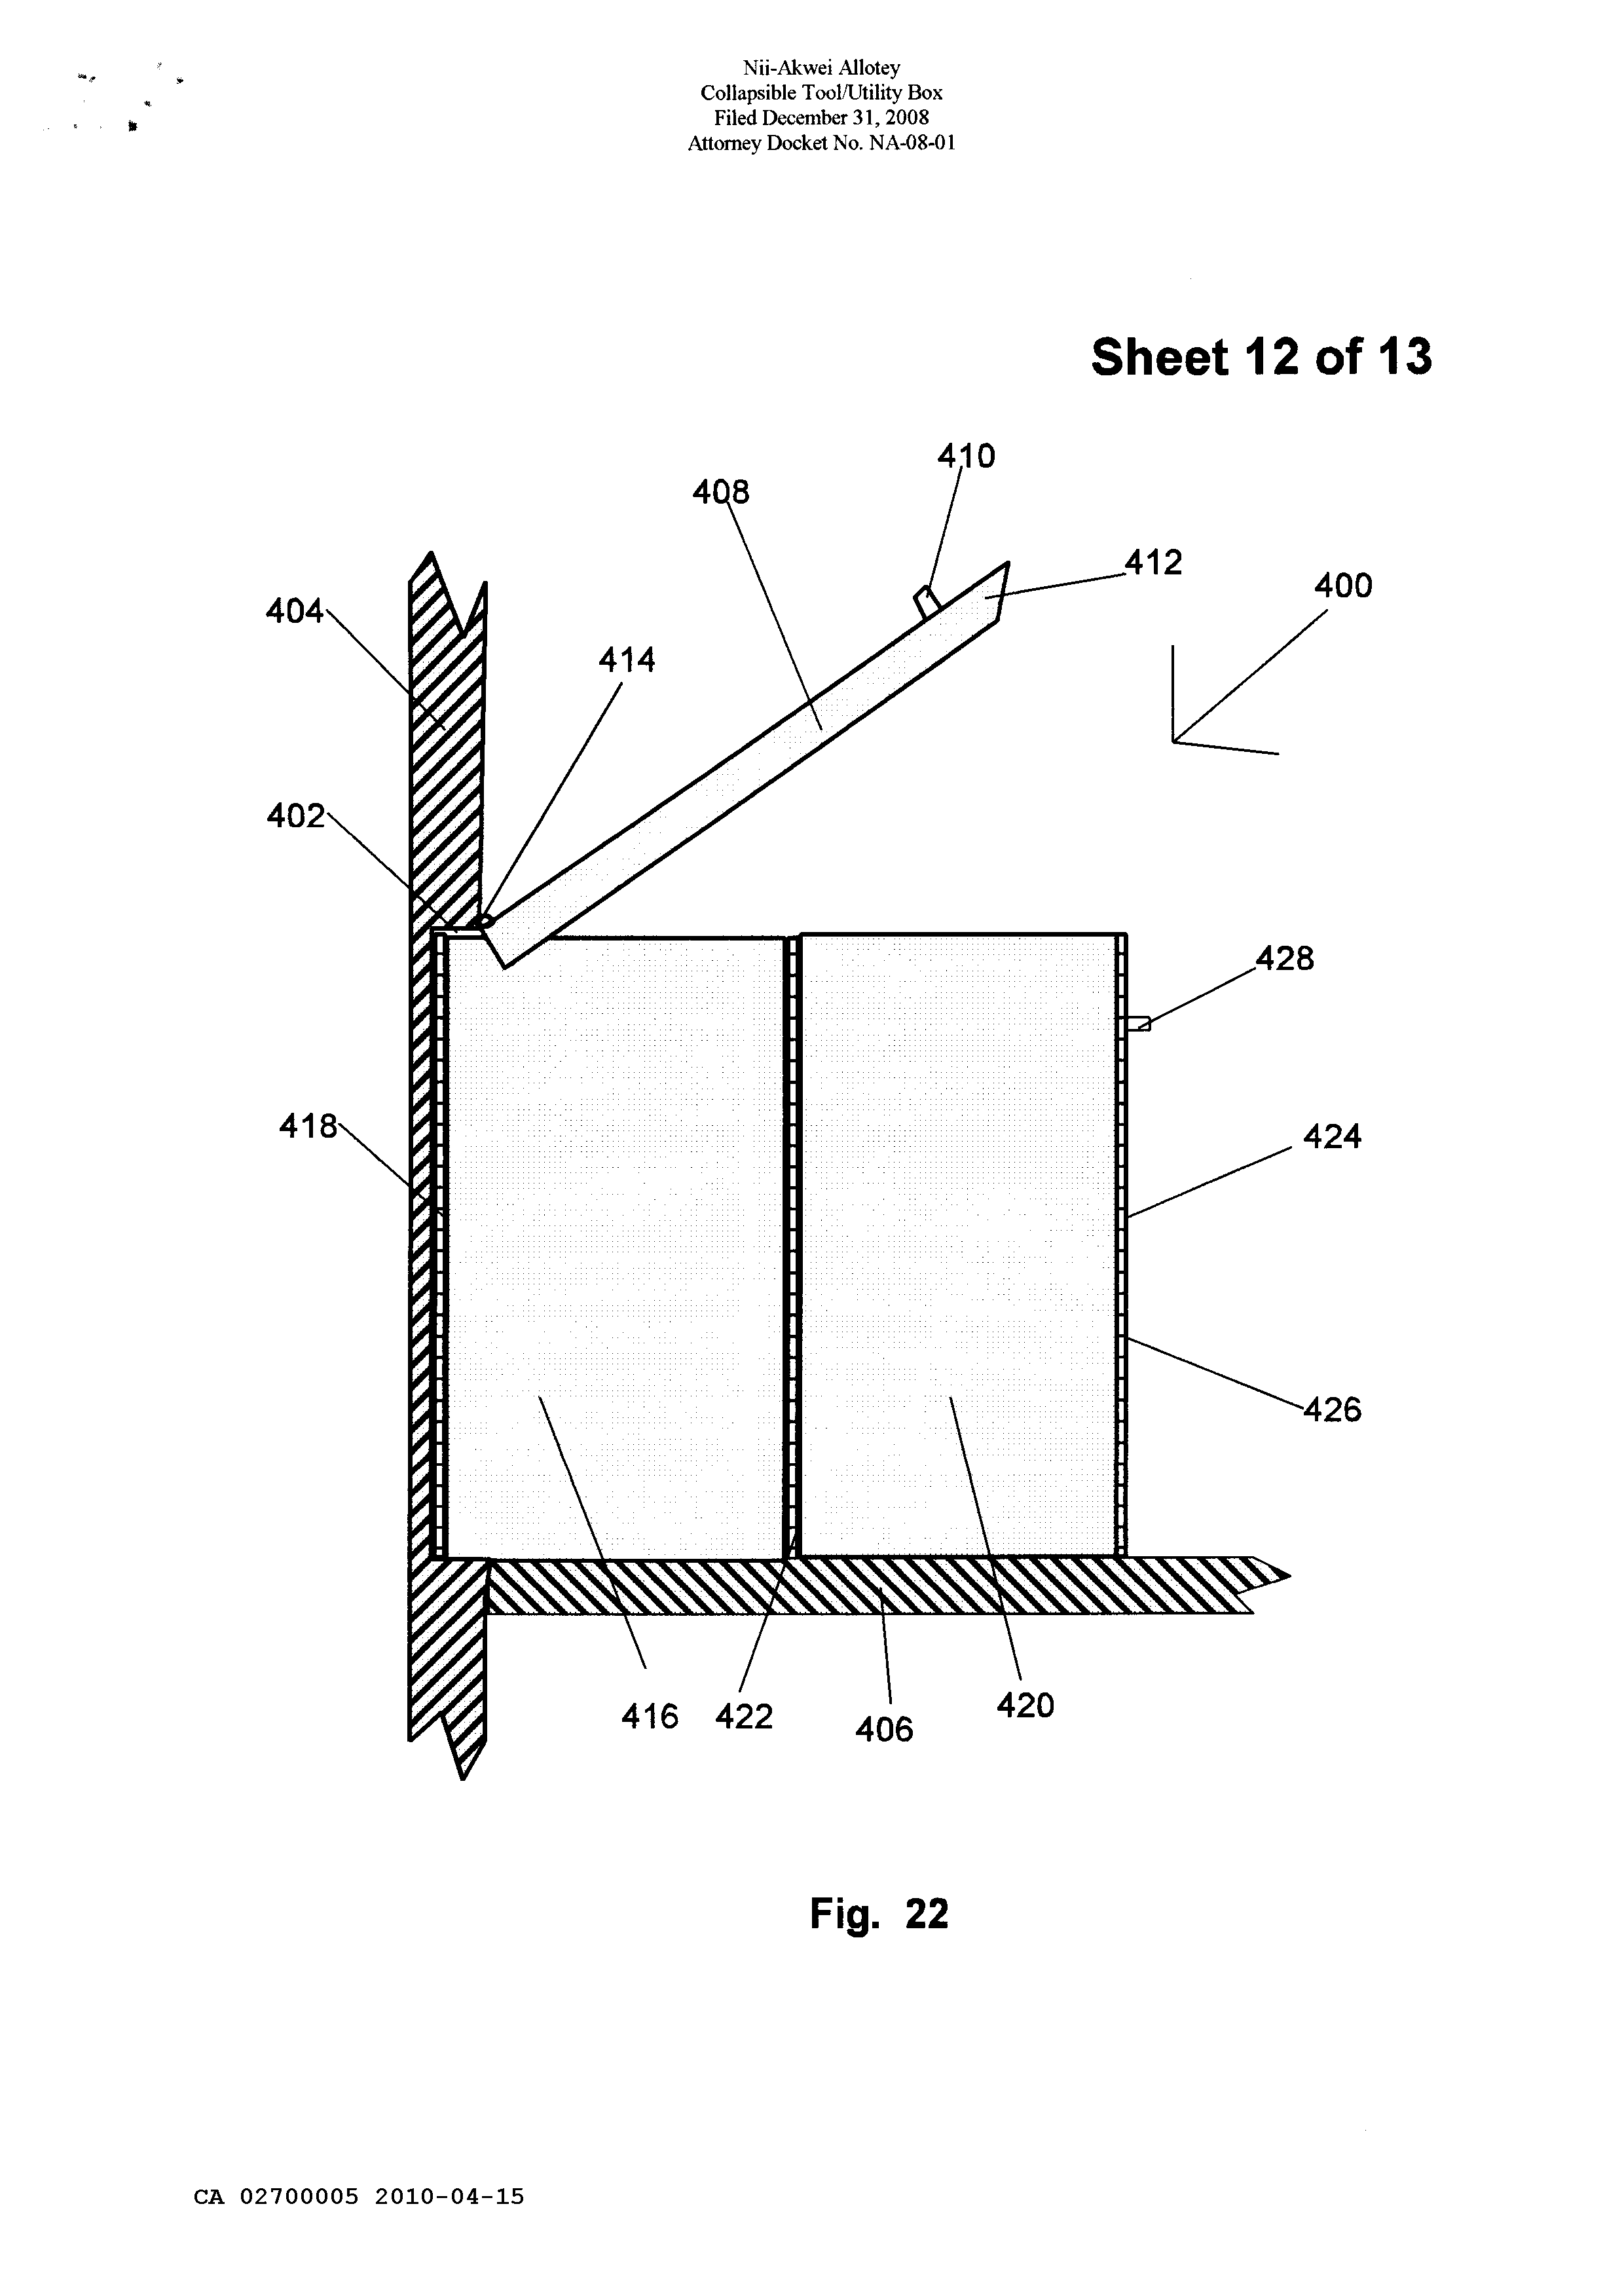 Nii-Akwei Allotey
Collapsible Tool/Utility Box
Filed December 31, 2008
Attorney Docket No. NA-08-01
Sheet 12 of 13
410
408
412
400
404
414
402
428
418
424
426
416
422
406
420
Fig. 22
CA 02700005 2010-04-15